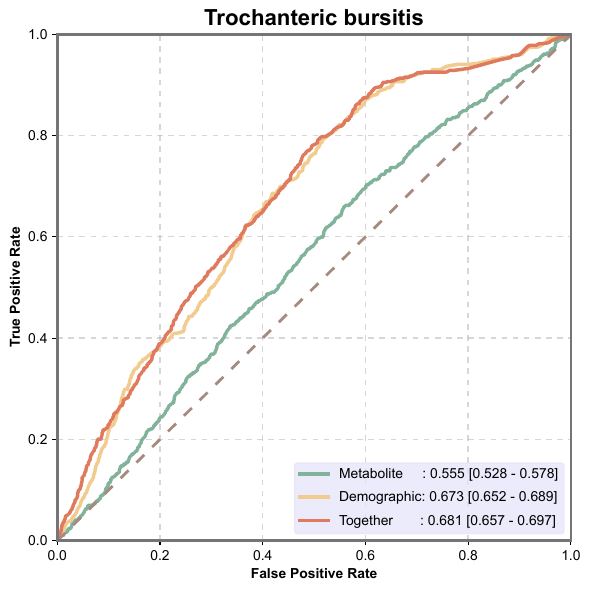 Trochanteric bursitis
True Positive Rate
1.0
0.8
0.6
0.4
0.2
0.0
Metabolite : 0.555 [0.528 - 0.578]
Demographic: 0.673 [0.652 - 0.689]
Together : 0.681 [0.657 - 0.697]
0.0 0.2 0.4 0.6 0.8 1.0
False Positive Rate